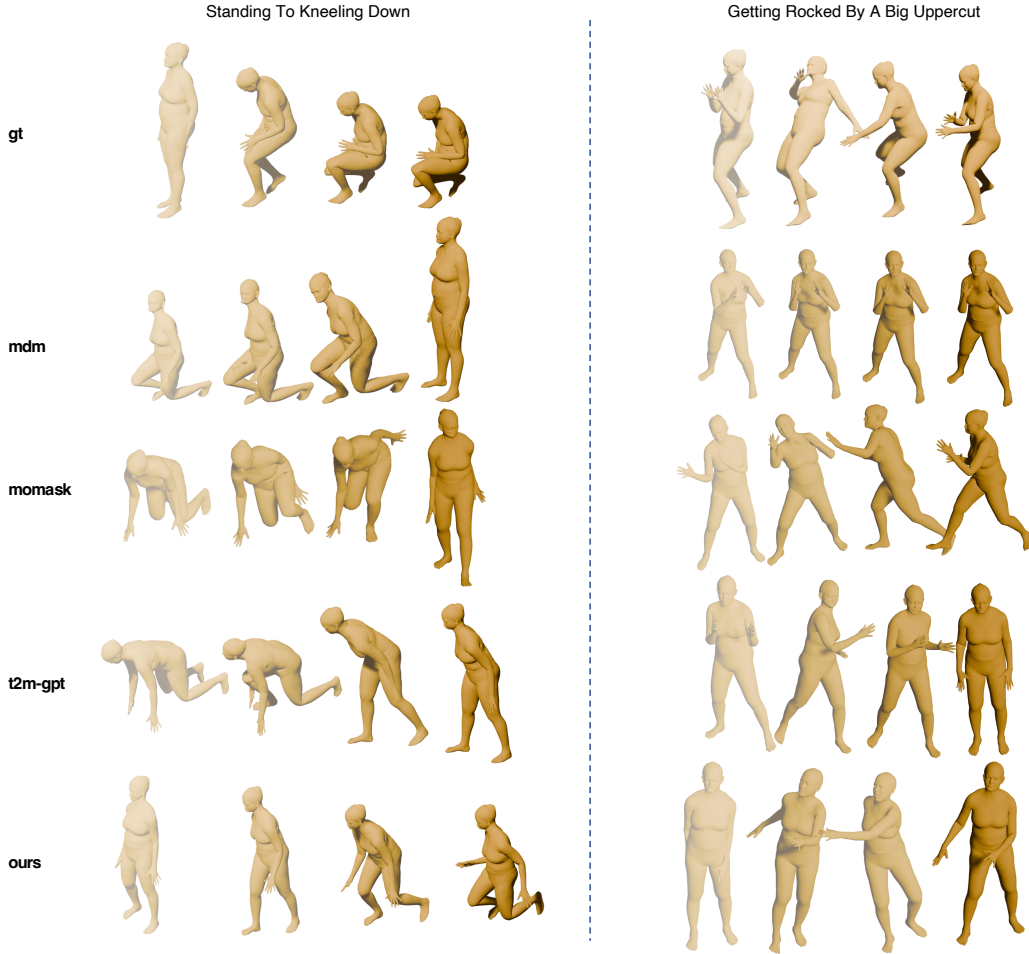 Standing To Kneeling Down
Getting Rocked By A Big Uppercut
gt
mdm
momask
t2m-gpt
ours